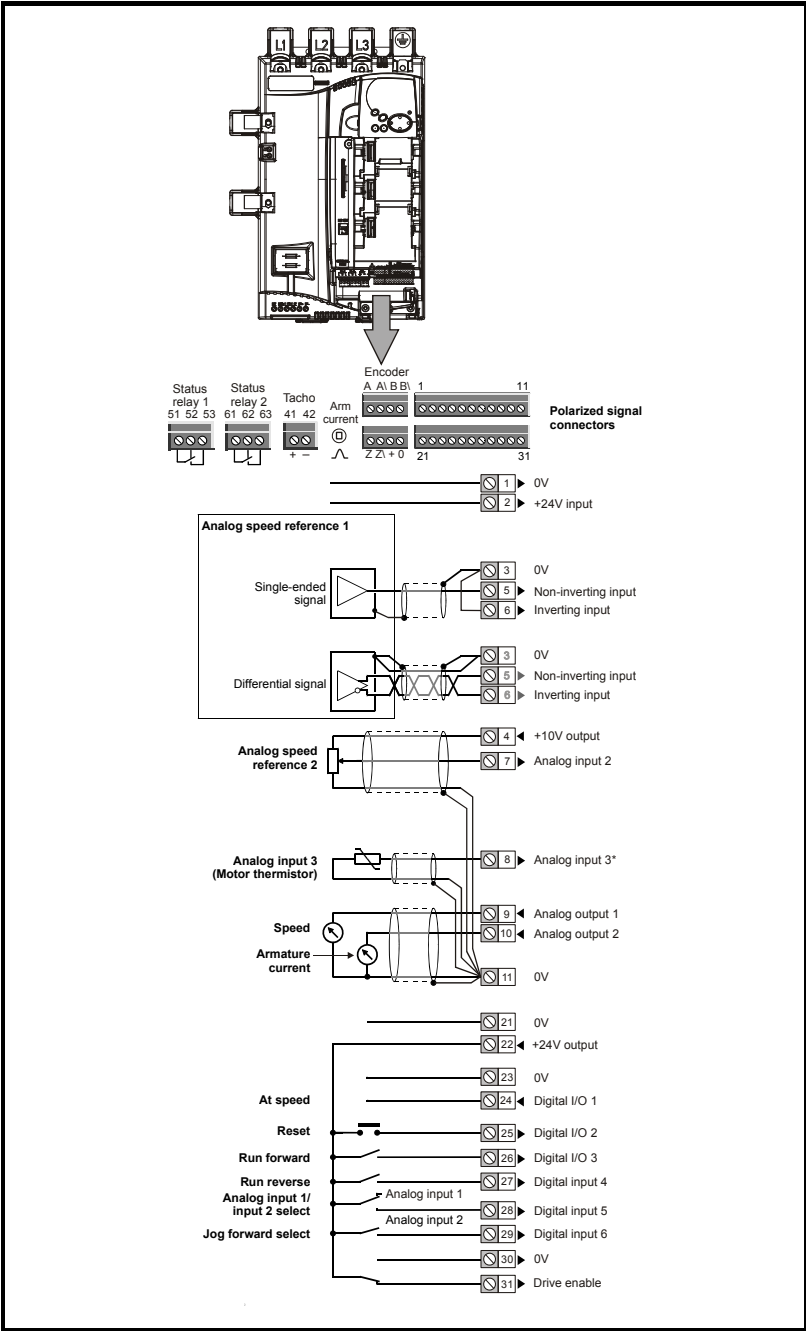 L1 L2 L3
Encoder
A A\ B B\ 1 11
Status relay 1
51 52 53
Status relay 2
61 62 63
Tacho
41 42
+ –
Arm current
Z Z\ + 0 21 31
Polarized signal connectors
1 0V
2 +24V input
Analog speed reference 1
Single-ended signal
3 0V
5 Non-inverting input
6 Inverting input
Differential signal
3 0V
5 Non-inverting input
6 Inverting input
Analog speed reference 2
4 +10V output
7 Analog input 2
Analog input 3
(Motor thermistor)
8 Analog input 3*
Speed
9 Analog output 1
10 Analog output 2
Armature current
11 0V
21 0V
22 +24V output
23 0V
At speed 24 Digital I/O 1
Reset 25 Digital I/O 2
Run forward 26 Digital I/O 3
Run reverse 27 Digital input 4
Analog input 1/
input 2 select
Analog input 1
28 Digital input 5
Analog input 2
Jog forward select 29 Digital input 6
30 0V
31 Drive enable